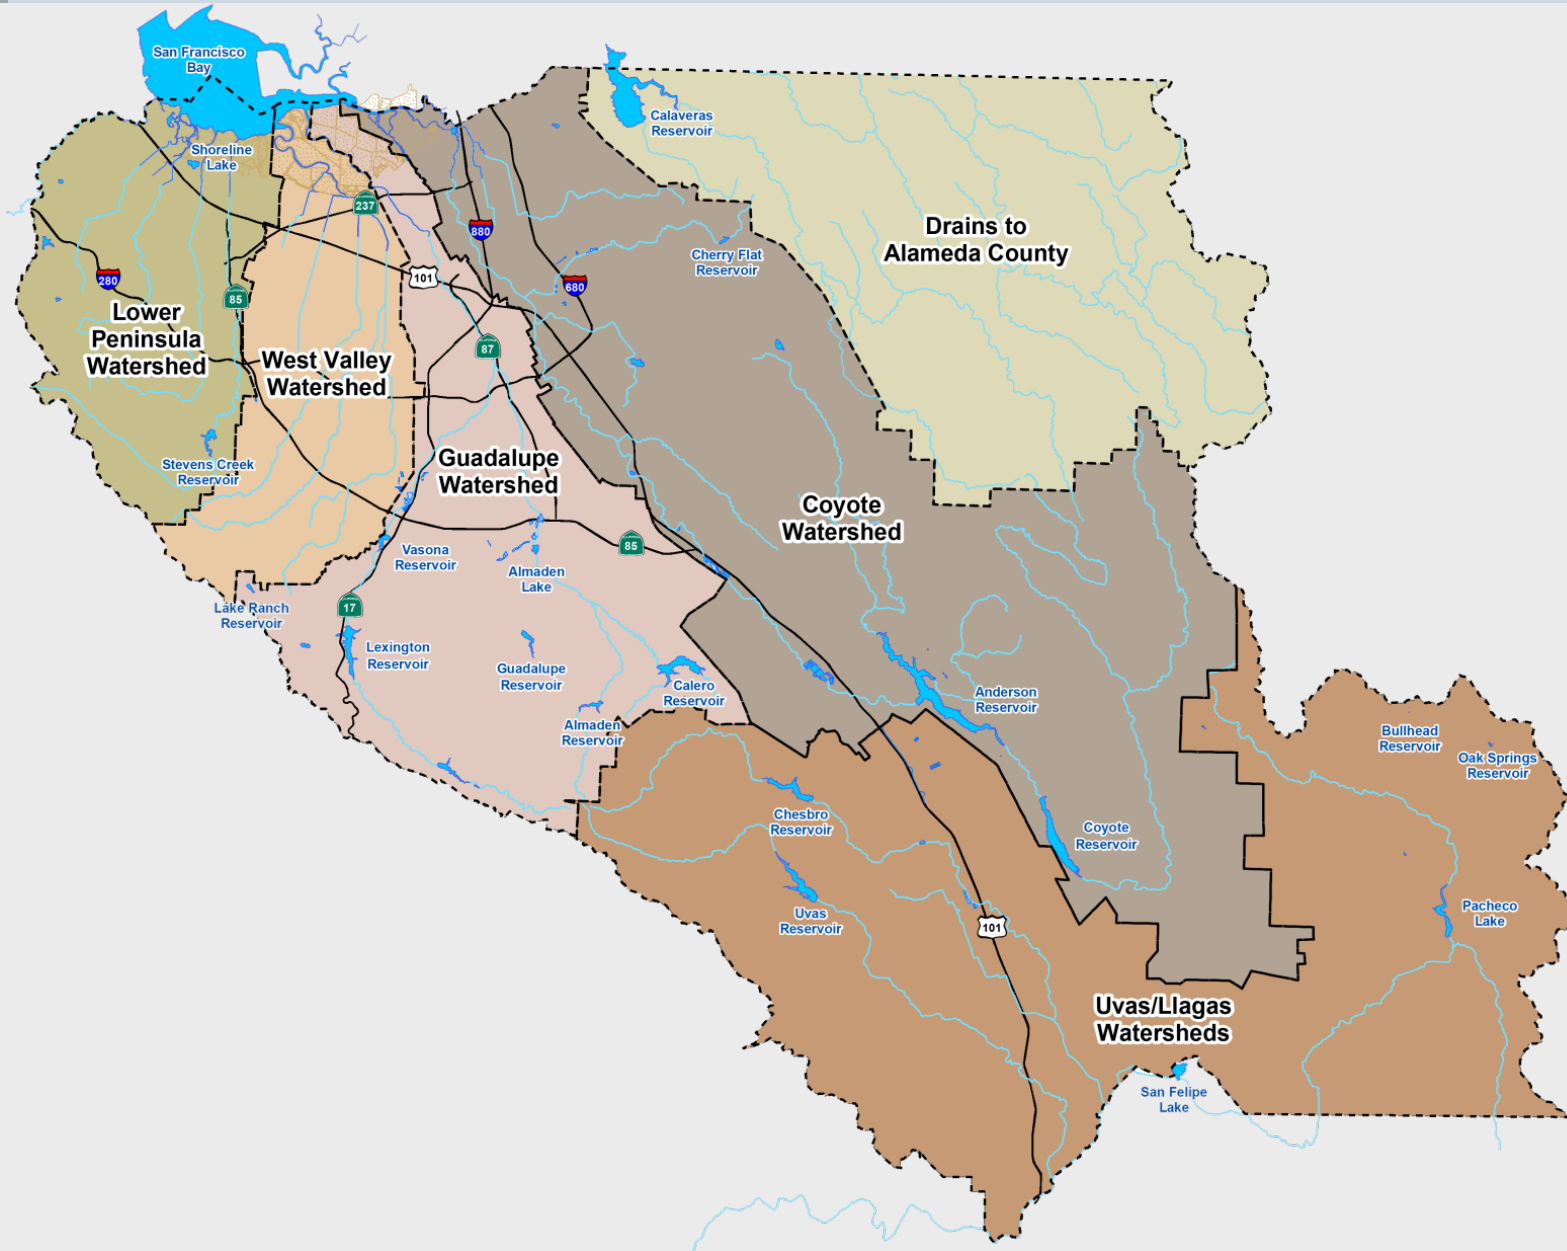 San Francisco
Bay
Calaveras
Reservoir
Shoreline
Lake
237
880
Drains to
Alameda County
Cherry Flat
Reservoir
280
101
680
85
Lower
Peninsula
Watershed
87
West Valley
Watershed
Stevens Creek
Reservoir
Guadalupe
Watershed
Coyote
Watershed
Vasona
Reservoir
85
Almaden
Lake
Lake Ranch
Reservoir
17
Lexington
Reservoir
Guadalupe
Reservoir
Calero
Reservoir
Anderson
Reservoir
Almaden
Reservoir
Bullhead
Reservoir
Oak Springs
Reservoir
Chesbro
Reservoir
Coyote
Reservoir
Uvas
Reservoir
101
Pacheco
Lake
Uvas/Llagas
Watersheds
San Felipe
Lake